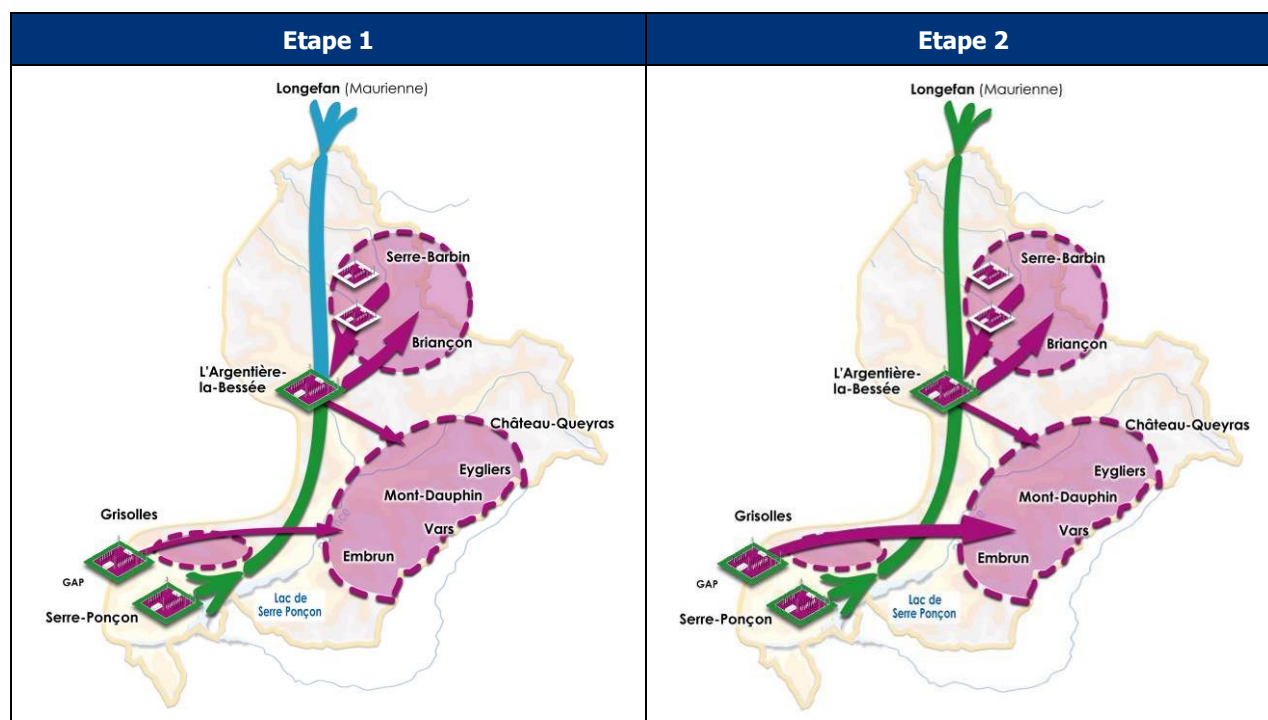 Etape 1
Longefan (Maurienne)
Serre-Barbin
Briançon
L'Argentière-
la-Bessée
Château-Queyras
Eygliers
Mont-Dauphin
Grisolles
Vars
Embrun
GAP
Lac de
Serre Ponçon
Serre-Ponçon
Etape 2
Longefan (Maurienne)
Serre-Barbin
Briançon
L'Argentière-
la-Bessée
Château-Queyras
Eygliers
Mont-Dauphin
Grisolles
Vars
Embrun
GAP
Lac de
Serre Ponçon
Serre-Ponçon